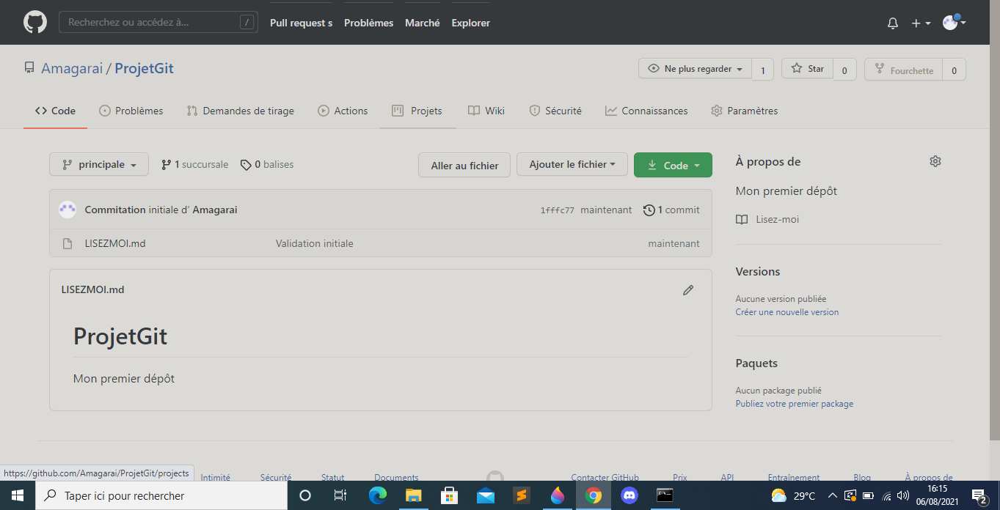 Recherchez ou accédez à... /
Pull request s Problèmes Marché Explorer
Amagarai / ProjetGit
Ne plus regarder 1 Star 0 Fourchette 0
Code Problèmes Demandes de tirage Actions Projets Wiki Sécurité Connaissances Paramètres
principale 1 succursale 0 balises Aller au fichier Ajouter le fichier Code
Commitation initiale d' Amagarai 1fffc77 maintenant 1 commit
LISEZMOI.md Validation initiale maintenant
LISEZMOI.md
ProjetGit
Mon premier dépôt
À propos de
Mon premier dépôt
Lisez-moi
Versions
Aucune version publiée
Créer une nouvelle version
Paquets
Aucun package publié
Publiez votre premier package
https://github.com/Amagarai/ProjetGit/projects
Intimité Sécurité Statut Documents Contacter GitHub Prix API Entraînement Blog À propos de
Taper ici pour rechercher
29°C
16:15
06/08/2021
2